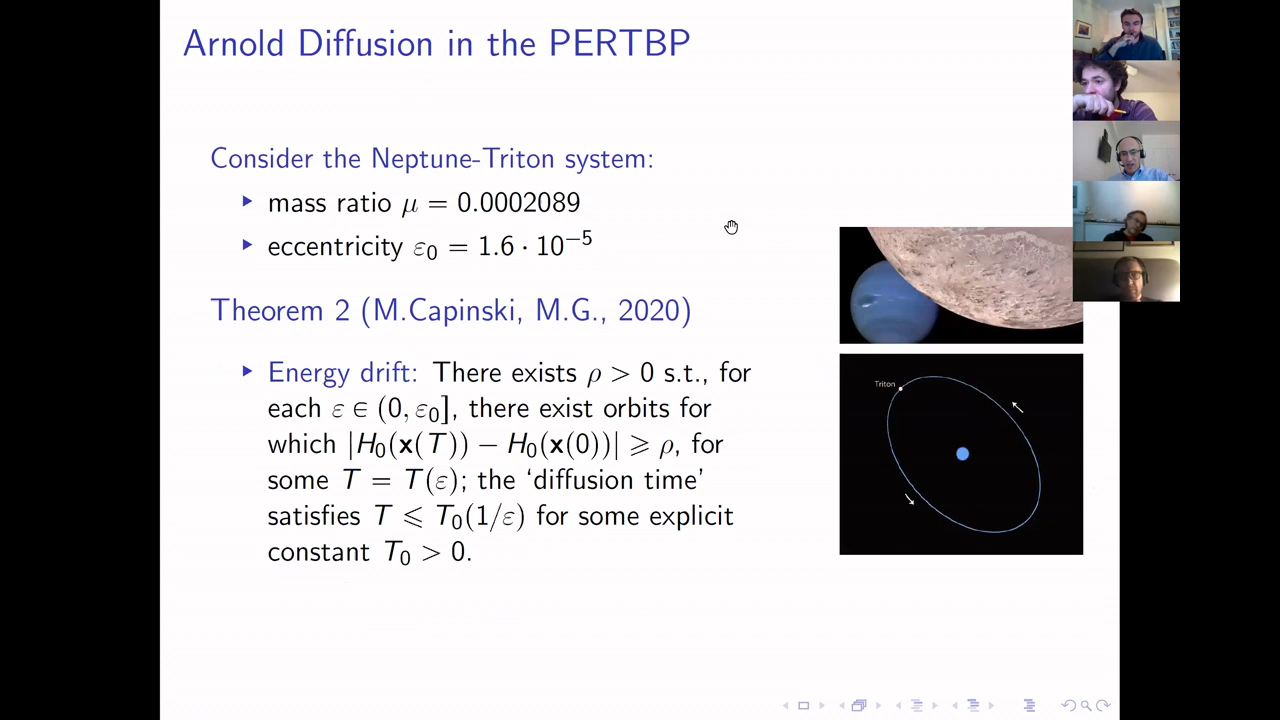 Arnold Diffusion in the PERTBP
Consider the Neptune-Triton system:
mass ratio μ = 0.0002089
eccentricity ε₀ = 1.6 · 10⁻⁵
Theorem 2 (M.Capinski, M.G., 2020)
Energy drift: There exists ρ > 0 s.t., for
each ε ∈ (0, ε₀], there exist orbits for
which |H₀(x(T)) − H₀(x(0))| ⩾ ρ, for
some T = T(ε); the ‘diffusion time’
satisfies T ⩽ T₀(1/ε) for some explicit
constant T₀ > 0.
Triton